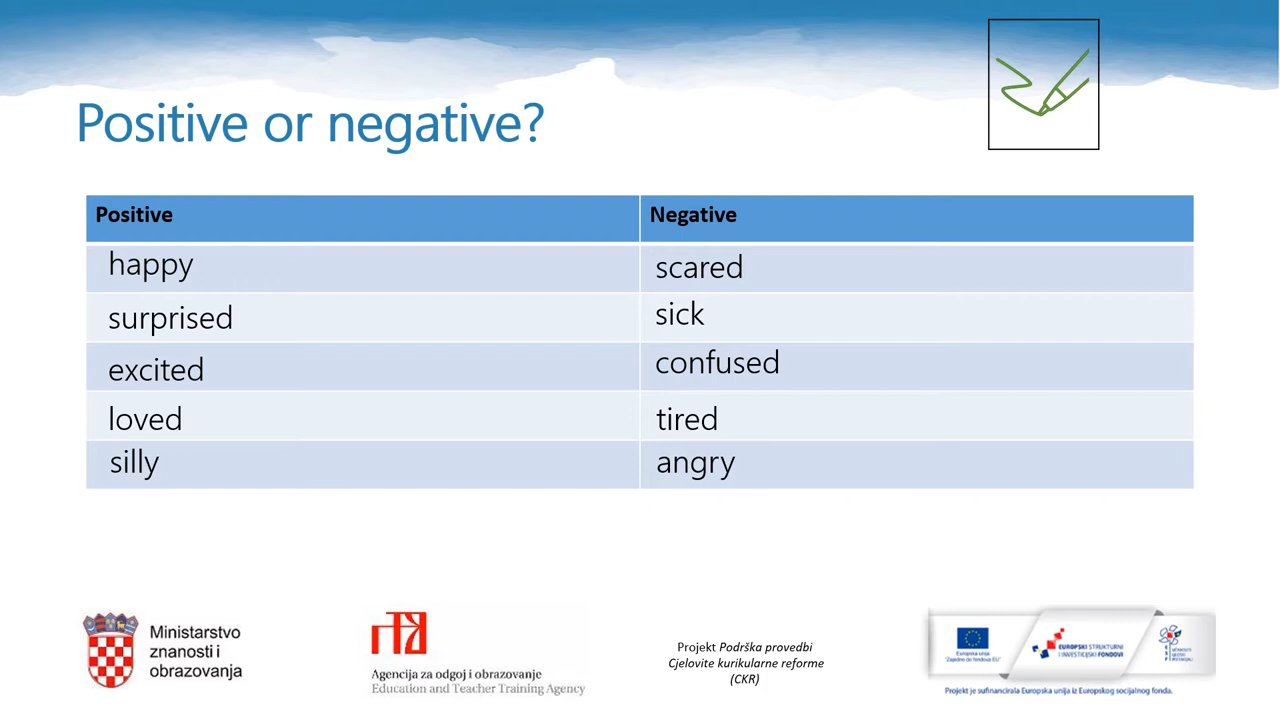 Positive or negative?
Positive Negative
happy scared
surprised sick
excited confused
loved tired
silly angry
Ministarstvo
znanosti i
obrazovanja
Agencija za odgoj i obrazovanje
Education and Teacher Training Agency
Projekt Podrška provedbi
Cjelovite kurikularne reforme
(CKR)
Europska unija
"Zajedno do fondova EU"
EUROPSKI STRUKTURNI
I INVESTICIJSKI FONDOVI
Projekt je sufinancirala Europska unija iz Europskog socijalnog fonda.